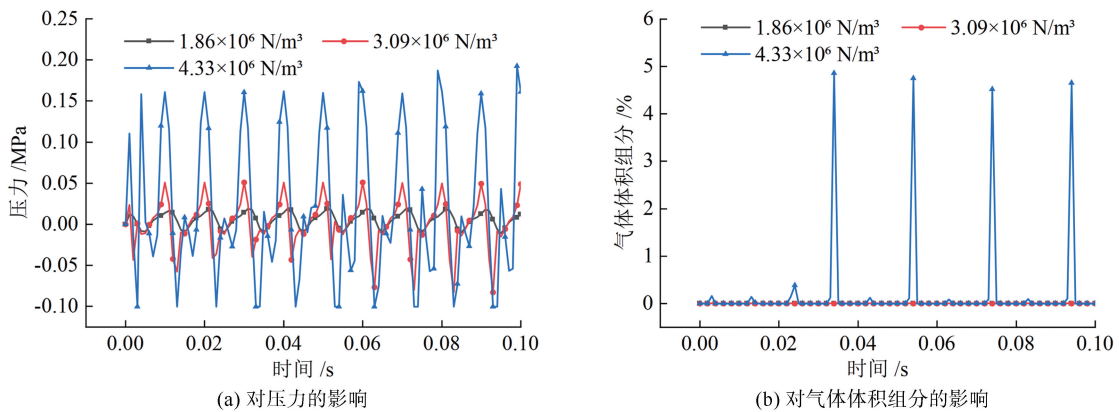 0.25
0.20
0.15
0.10
0.05
0.00
-0.05
-0.10
压力 /MPa
1.86×10⁶ N/m³
3.09×10⁶ N/m³
4.33×10⁶ N/m³
0.00 0.02 0.04 0.06 0.08 0.10
时间 /s
(a) 对压力的影响
6
5
4
3
2
1
0
气体体积组分 /%
1.86×10⁶ N/m³
3.09×10⁶ N/m³
4.33×10⁶ N/m³
0.00 0.02 0.04 0.06 0.08 0.10
时间 /s
(b) 对气体体积组分的影响